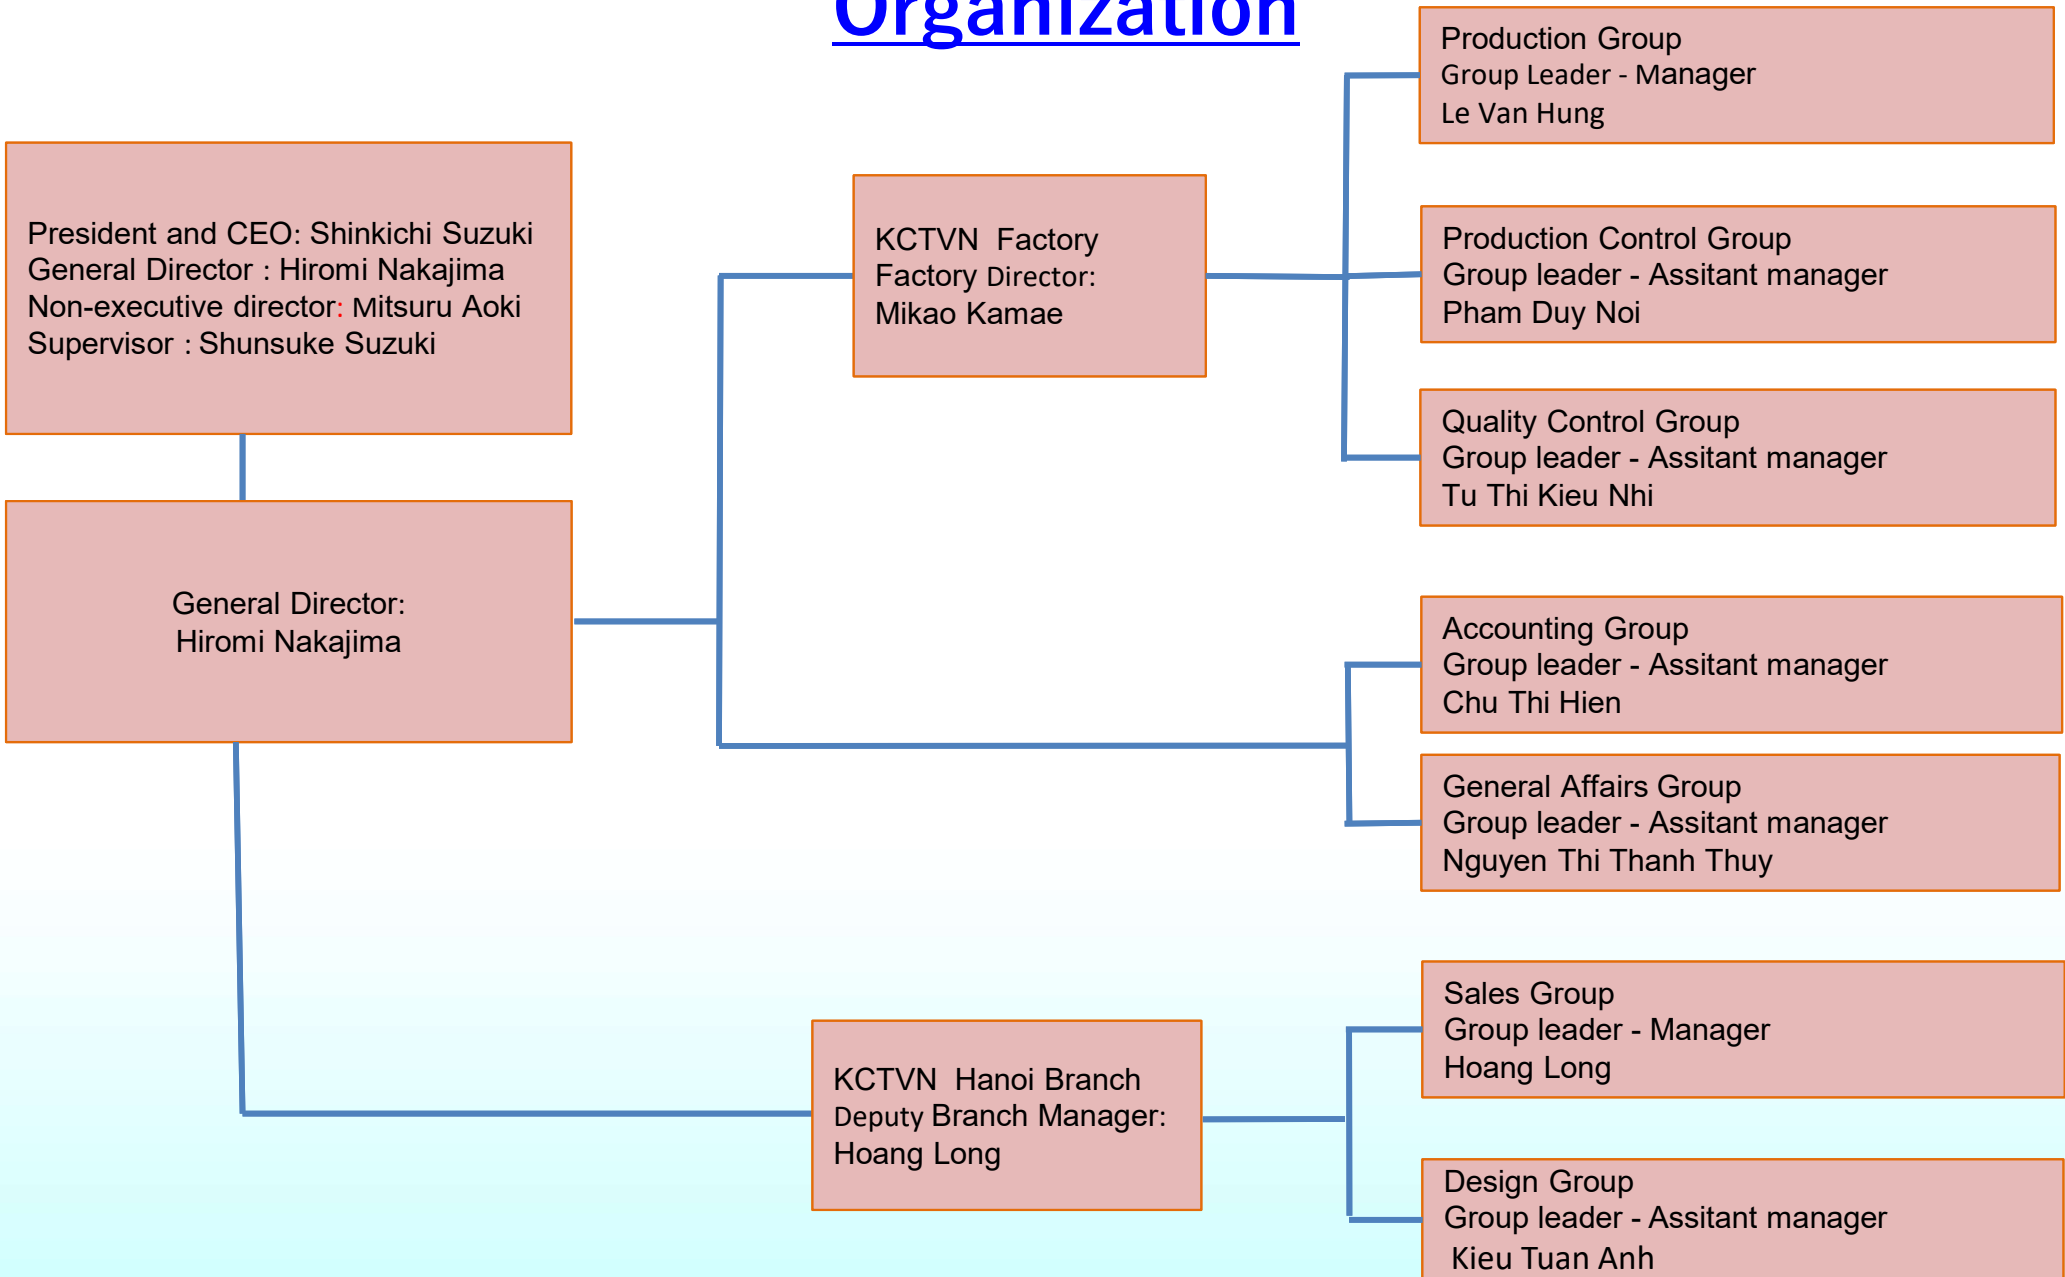 Organization
President and CEO: Shinkichi Suzuki
General Director : Hiromi Nakajima
Non-executive director: Mitsuru Aoki
Supervisor : Shunsuke Suzuki
General Director:
Hiromi Nakajima
KCTVN Factory
Factory Director:
Mikao Kamae
Production Group
Group Leader - Manager
Le Van Hung
Production Control Group
Group leader - Assitant manager
Pham Duy Noi
Quality Control Group
Group leader - Assitant manager
Tu Thi Kieu Nhi
Accounting Group
Group leader - Assitant manager
Chu Thi Hien
General Affairs Group
Group leader - Assitant manager
Nguyen Thi Thanh Thuy
KCTVN Hanoi Branch
Deputy Branch Manager:
Hoang Long
Sales Group
Group leader - Manager
Hoang Long
Design Group
Group leader - Assitant manager
Kieu Tuan Anh